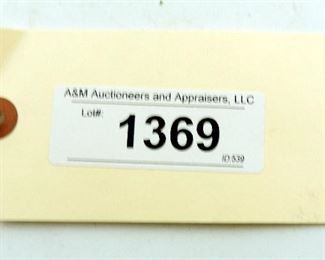 A&M Auctioneers and Appraisers, LLC
Lot#:
1369
ID:539